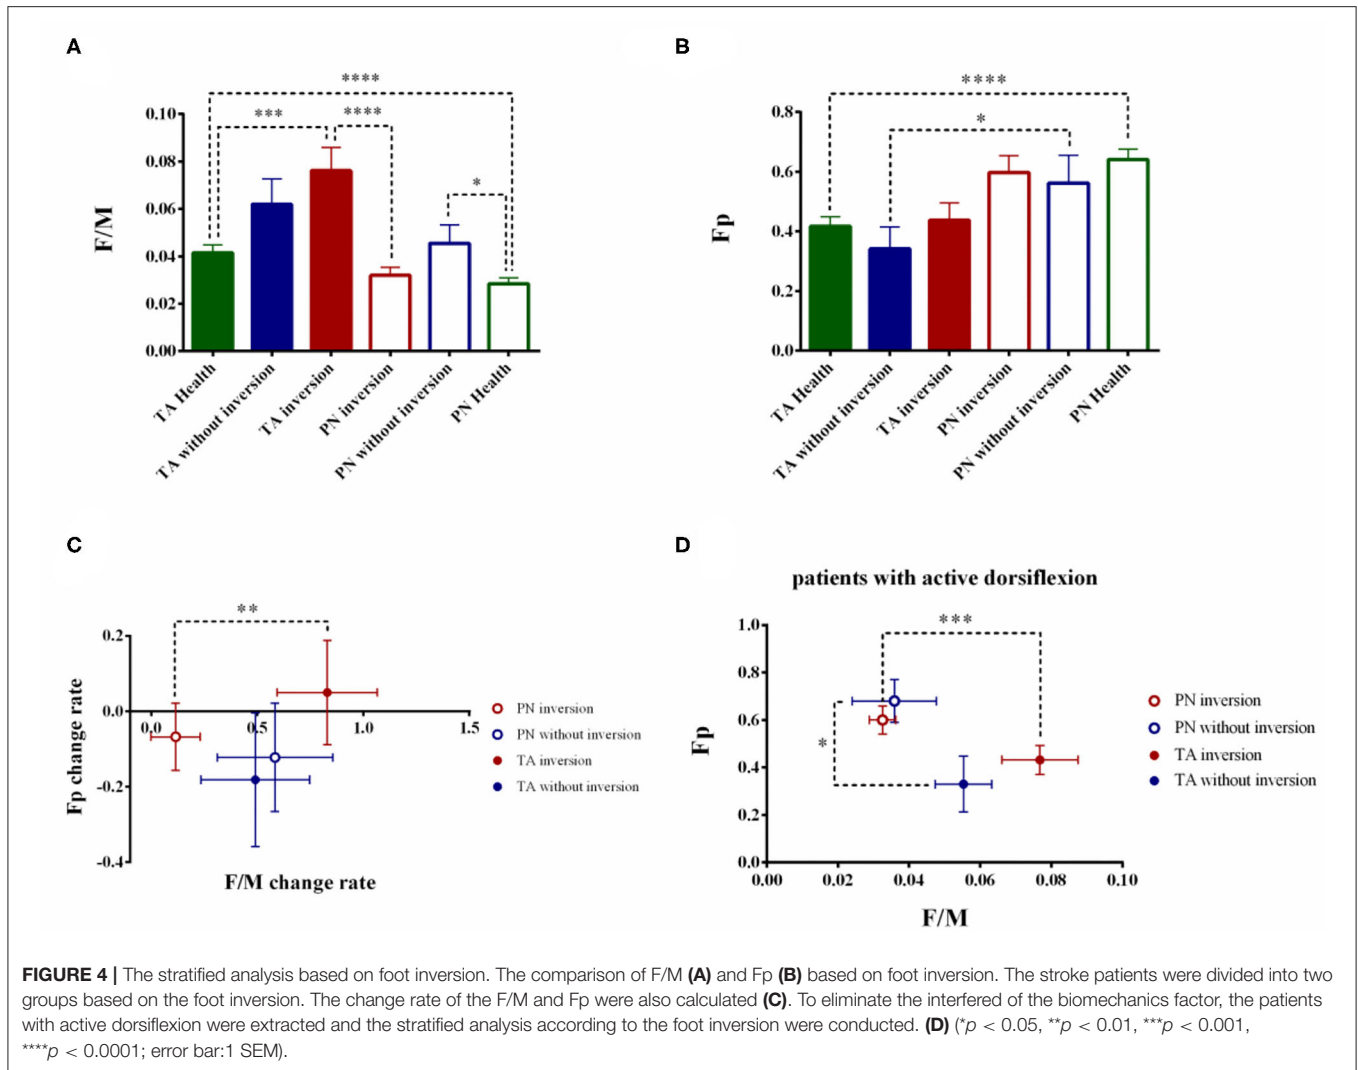 A
****
***
****
*
0.10
0.08
0.06
0.04
0.02
0.00
F/M
TA Health
TA without inversion
TA inversion
PN inversion
PN without inversion
PN Health
B
****
*
0.8
0.6
0.4
0.2
0.0
Fp
TA Health
TA without inversion
TA inversion
PN inversion
PN without inversion
PN Health
C
**
0.2
0.0
-0.2
-0.4
0.0
0.5
1.0
1.5
Fp change rate
F/M change rate
PN inversion
PN without inversion
TA inversion
TA without inversion
D
patients with active dorsiflexion
***
*
1.0
0.8
0.6
0.4
0.2
0.0
Fp
0.00 0.02 0.04 0.06 0.08 0.10
F/M
PN inversion
PN without inversion
TA inversion
TA without inversion
FIGURE 4 | The stratified analysis based on foot inversion. The comparison of F/M (A) and Fp (B) based on foot inversion. The stroke patients were divided into two
groups based on the foot inversion. The change rate of the F/M and Fp were also calculated (C). To eliminate the interfered of the biomechanics factor, the patients
with active dorsiflexion were extracted and the stratified analysis according to the foot inversion were conducted. (D) (*p < 0.05, **p < 0.01, ***p < 0.001,
****p < 0.0001; error bar:1 SEM).